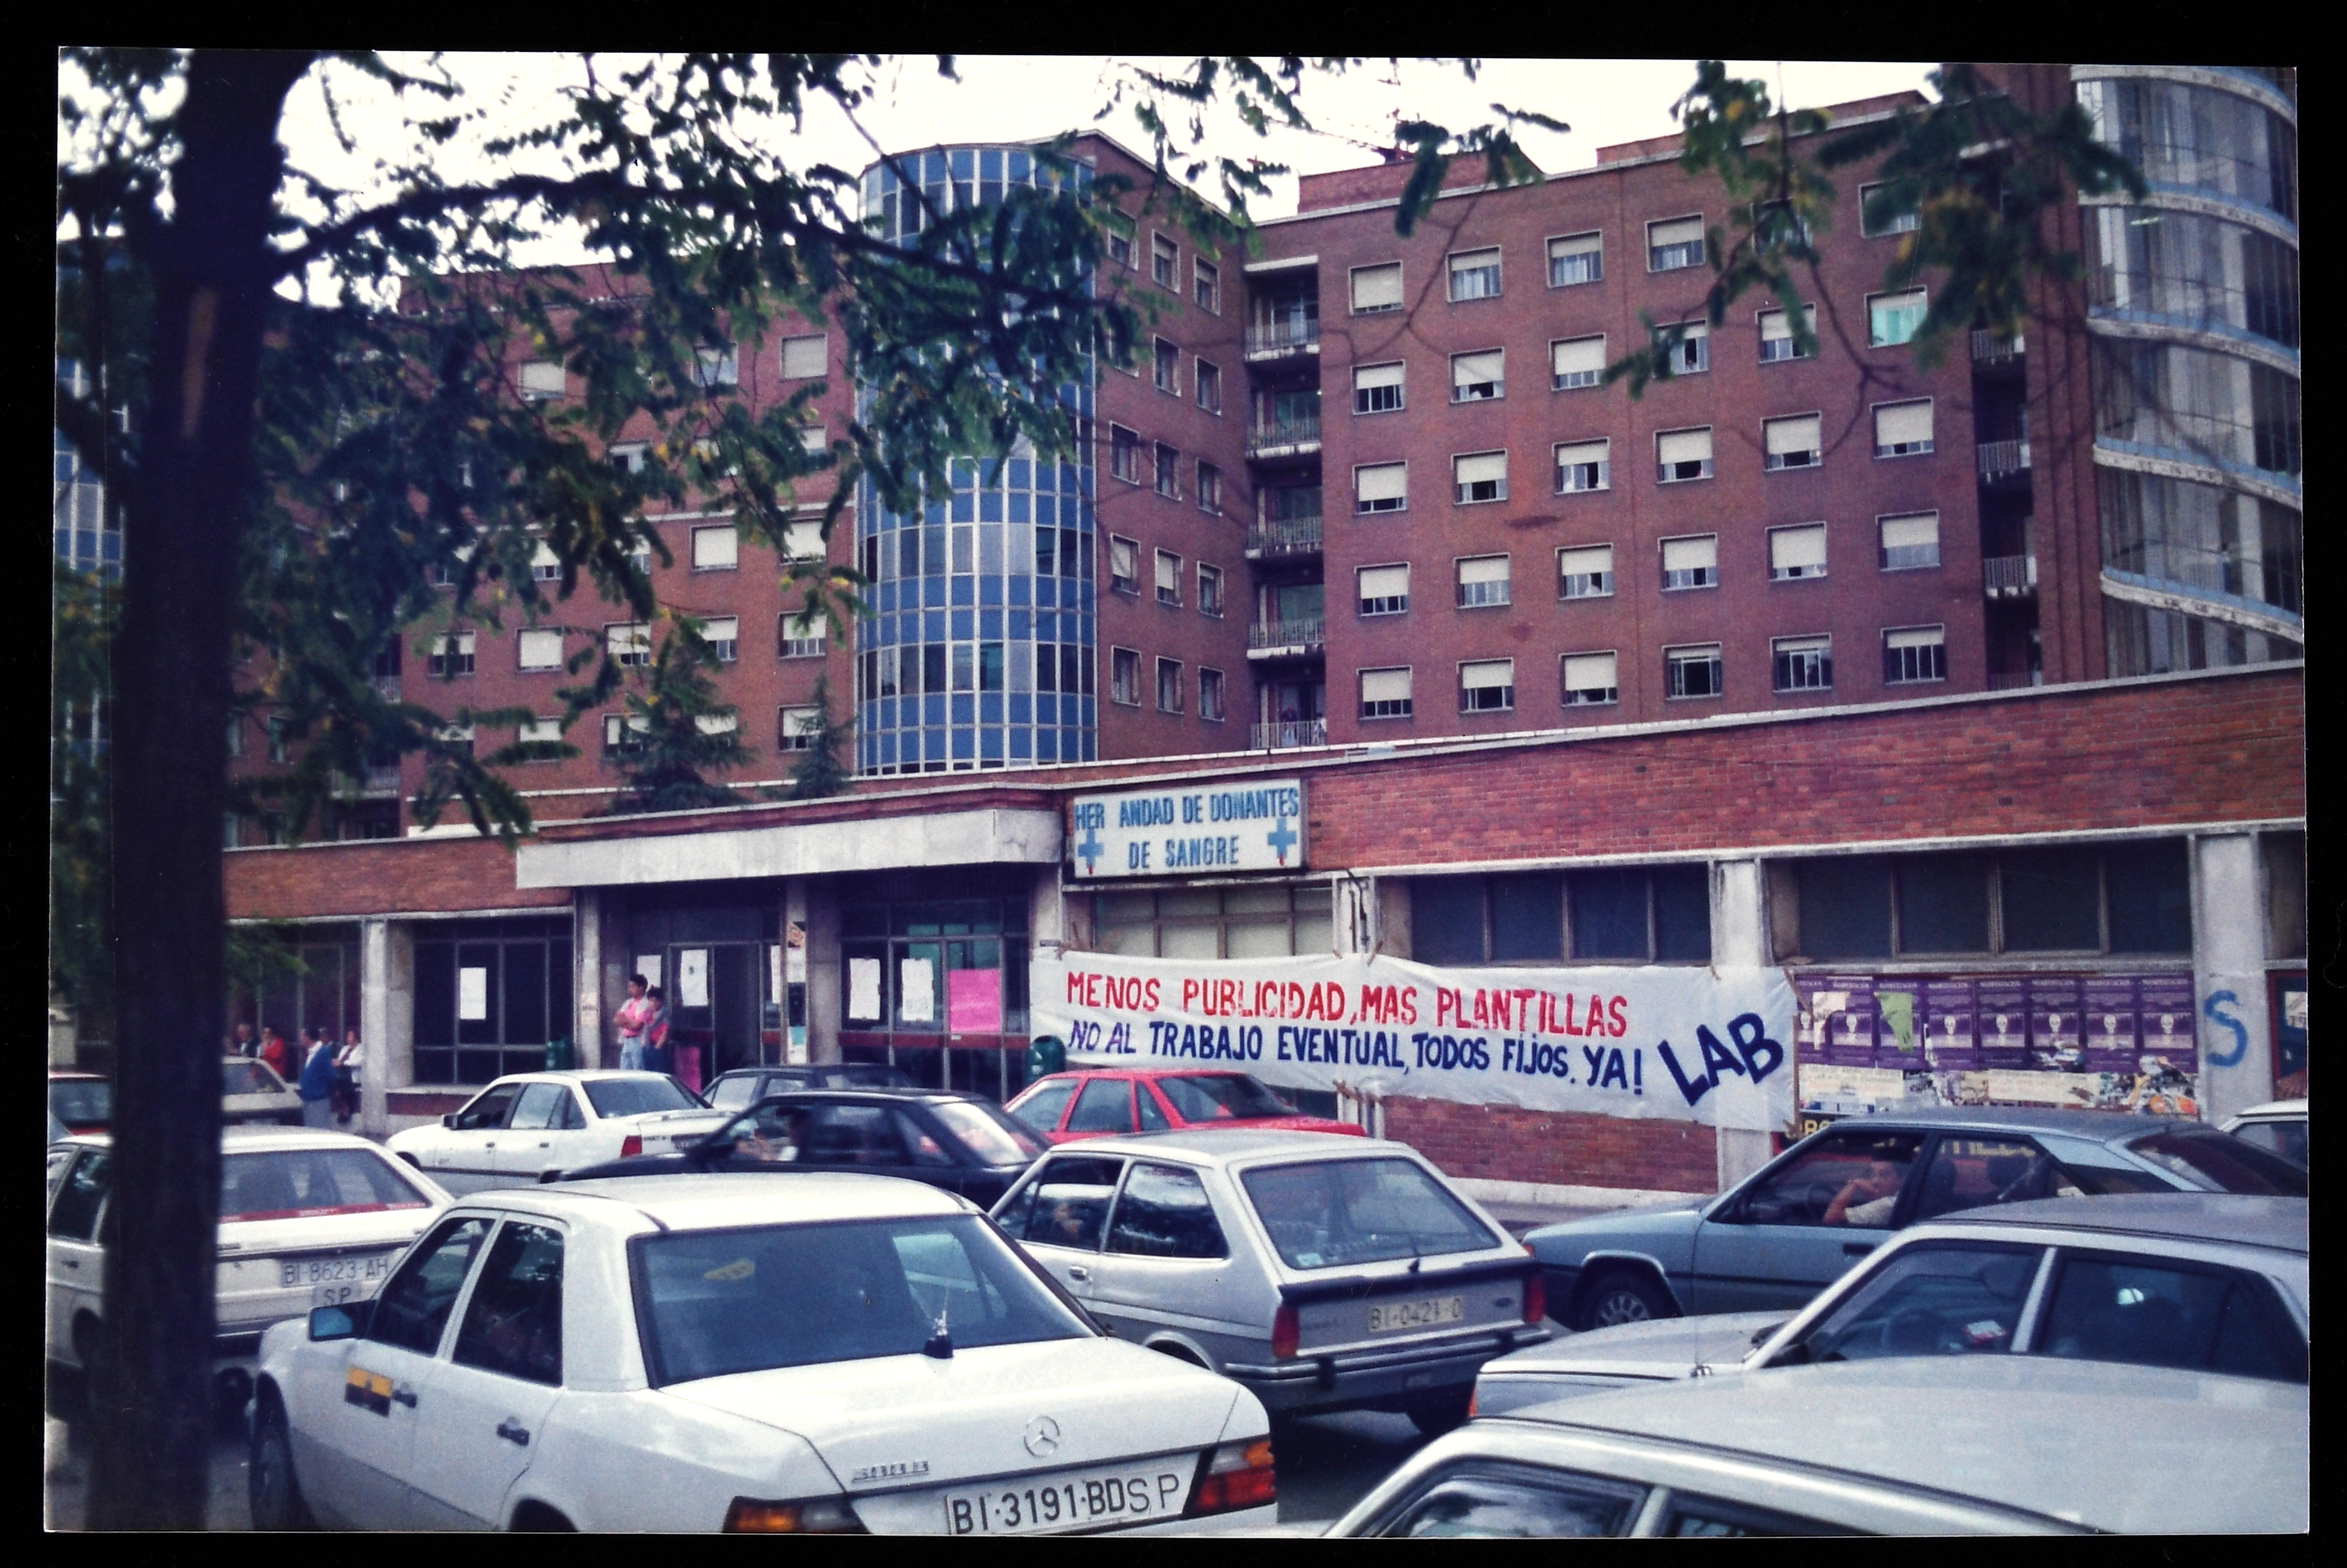 HER ANDAD DE DONANTES
DE SANGRE
MENOS PUBLICIDAD, MAS PLANTILLAS
NO AL TRABAJO EVENTUAL, TODOS FIJOS. YA!
LAB
S
BI 8623-AH
SP
BI-0421-O
BI-3191-BD SP